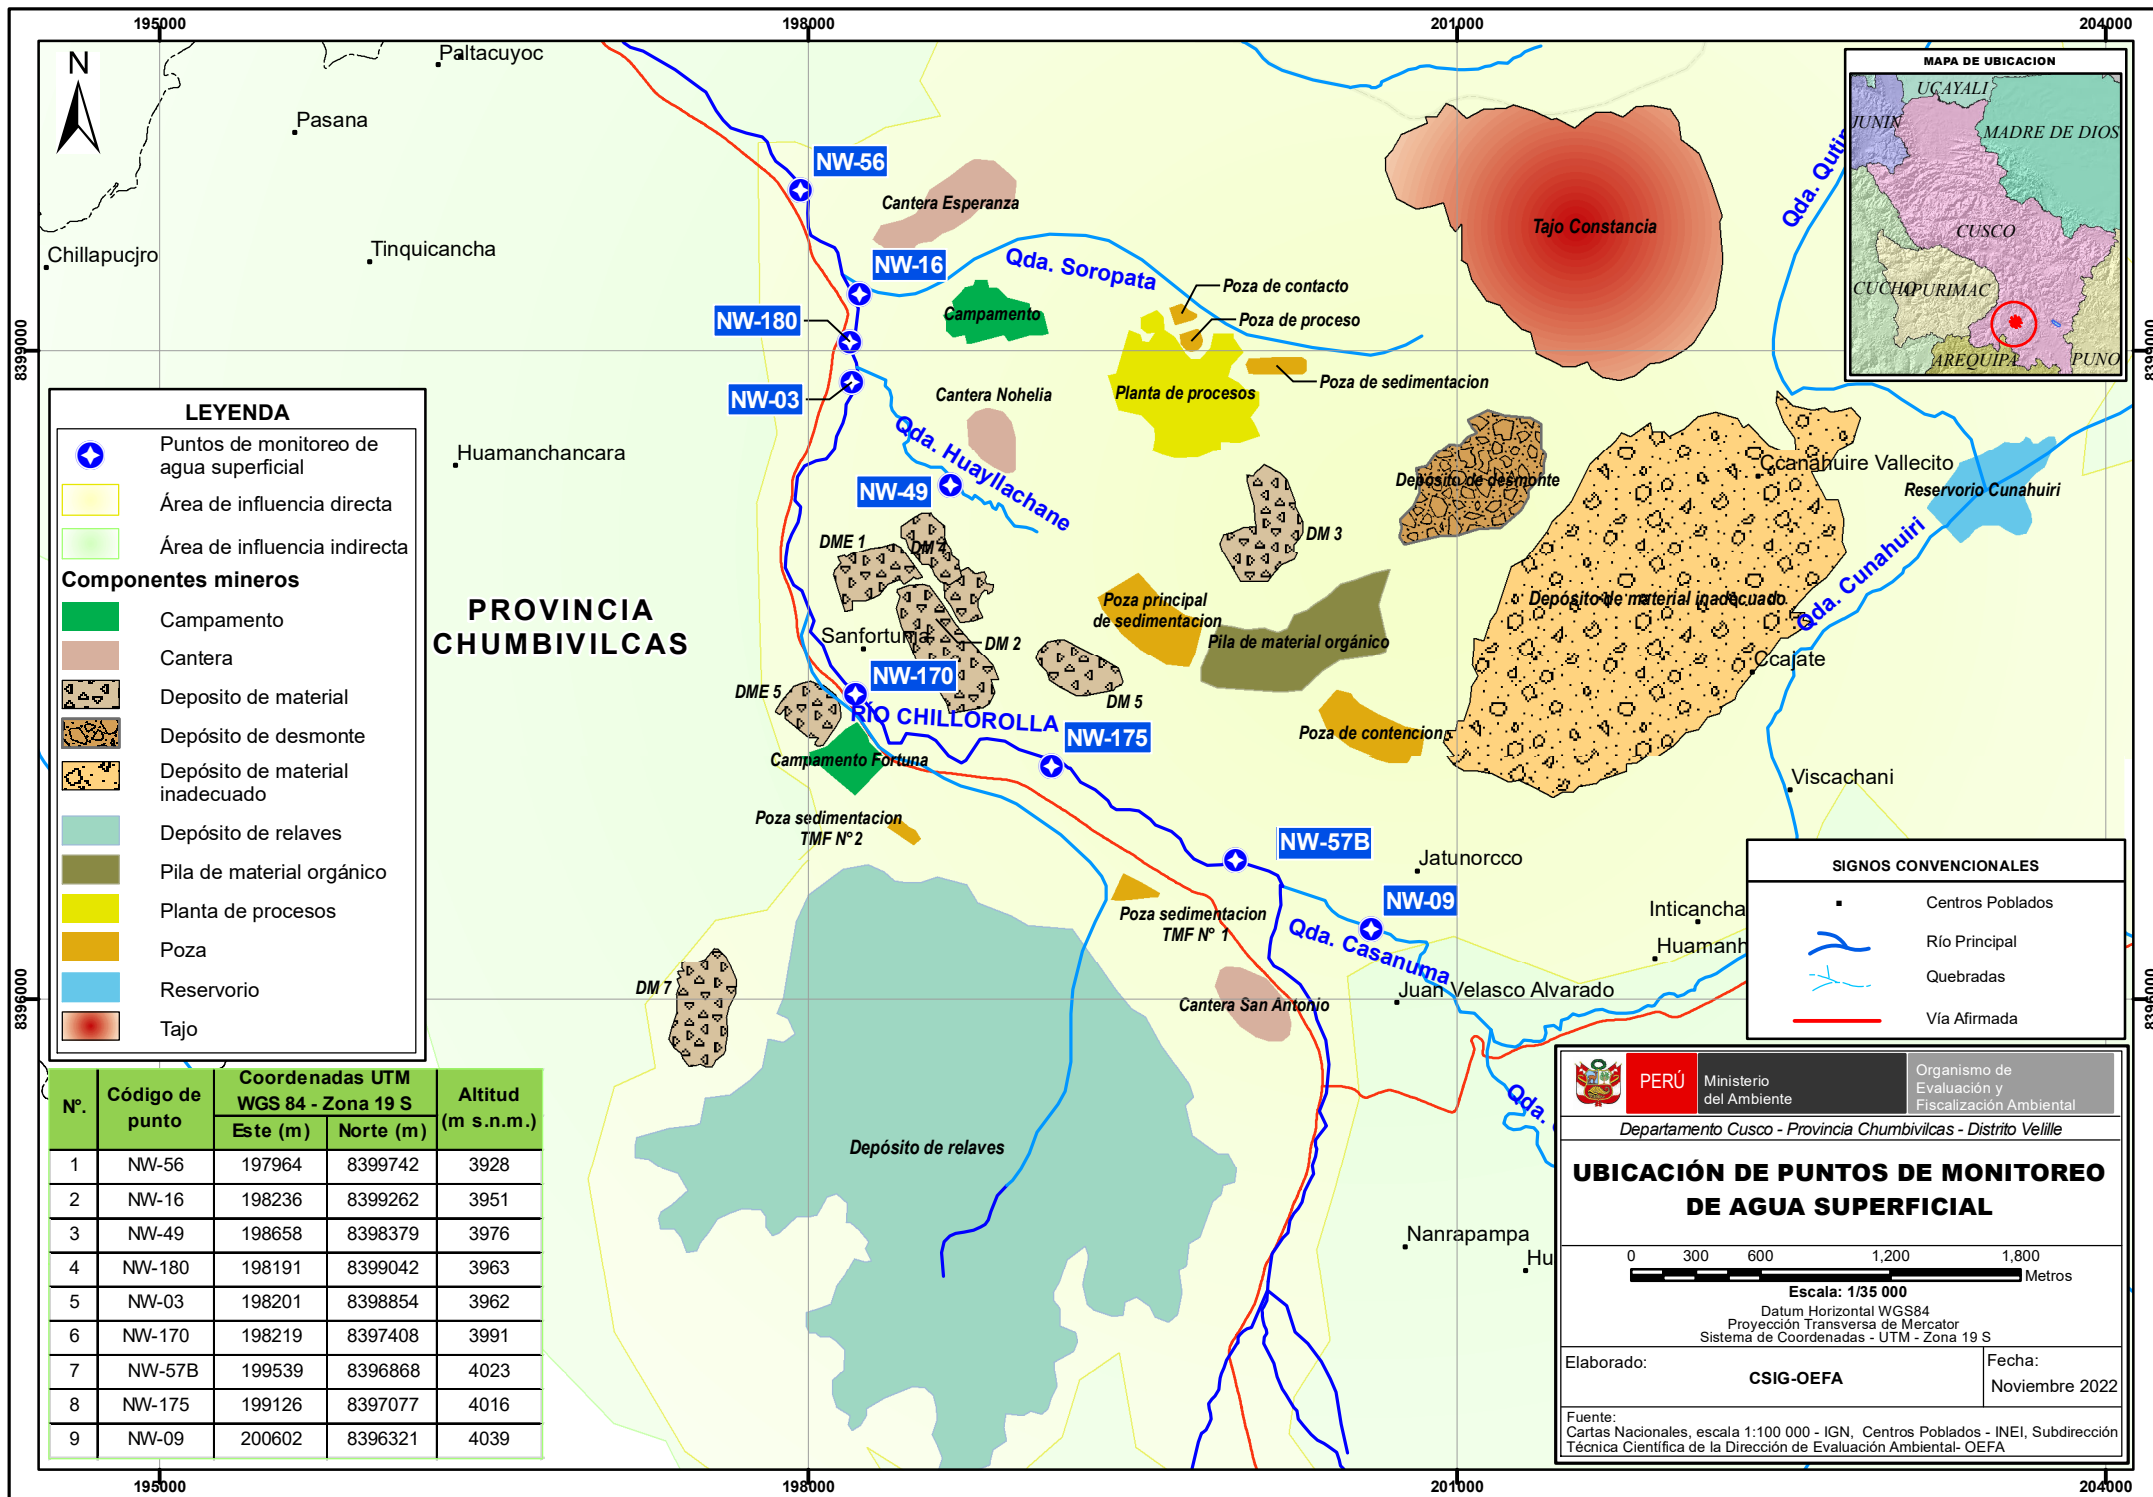 195000
198000
201000
204000
8399000
8396000
8399000
8396000
195000
198000
201000
204000
N
Paltacuyoc
Pasana
Chillapucjro
Tinquicancha
Huamanchancara
PROVINCIA
CHUMBIVILCAS
NW-56
Cantera Esperanza
NW-16
Qda. Soropata
NW-180
Campamento
Poza de contacto
Poza de proceso
Poza de sedimentacion
Planta de procesos
NW-03
Cantera Nohelia
Qda. Huayllachane
NW-49
Tajo Constancia
Depósito de desmonte
Ccanahuire Vallecito
Reservorio Cunahuiri
Qda. Cunahuiri
DME 1
DM 4
DM 3
DM 2
Sanfortuna
Poza principal
de sedimentacion
Pila de material orgánico
Depósito de material inadecuado
Ccajate
NW-170
DME 5
DM 5
RÍO CHILLOROLLA
NW-175
Poza de contencion
Campamento Fortuna
Viscachani
Poza sedimentacion
TMF N° 2
NW-57B
Jatunorcco
NW-09
Poza sedimentacion
TMF N° 1
Qda. Casanuma
Inticancha
Huamanh
DM 7
Cantera San Antonio
Juan Velasco Alvarado
Depósito de relaves
Qda.
Nanrapampa
Hu
MAPA DE UBICACION
UCAYALI
JUNIN
MADRE DE DIOS
CUSCO
APURIMAC
AREQUIPA
PUNO
LEYENDA
Puntos de monitoreo de
agua superficial
Área de influencia directa
Área de influencia indirecta
Componentes mineros
Campamento
Cantera
Deposito de material
Depósito de desmonte
Depósito de material
inadecuado
Depósito de relaves
Pila de material orgánico
Planta de procesos
Poza
Reservorio
Tajo
Nº. Código de punto Coordenadas UTM WGS 84 - Zona 19 S Altitud (m s.n.m.)
Este (m) Norte (m)
1 NW-56 197964 8399742 3928
2 NW-16 198236 8399262 3951
3 NW-49 198658 8398379 3976
4 NW-180 198191 8399042 3963
5 NW-03 198201 8398854 3962
6 NW-170 198219 8397408 3991
7 NW-57B 199539 8396868 4023
8 NW-175 199126 8397077 4016
9 NW-09 200602 8396321 4039
SIGNOS CONVENCIONALES
Centros Poblados
Río Principal
Quebradas
Vía Afirmada
PERÚ
Ministerio
del Ambiente
Organismo de
Evaluación y
Fiscalización Ambiental
Departamento Cusco - Provincia Chumbivilcas - Distrito Velille
UBICACIÓN DE PUNTOS DE MONITOREO
DE AGUA SUPERFICIAL
0 300 600 1,200 1,800
Metros
Escala: 1/35 000
Datum Horizontal WGS84
Proyección Transversa de Mercator
Sistema de Coordenadas - UTM - Zona 19 S
Elaborado:
CSIG-OEFA
Fecha:
Noviembre 2022
Fuente:
Cartas Nacionales, escala 1:100 000 - IGN, Centros Poblados - INEI, Subdirección
Técnica Científica de la Dirección de Evaluación Ambiental- OEFA